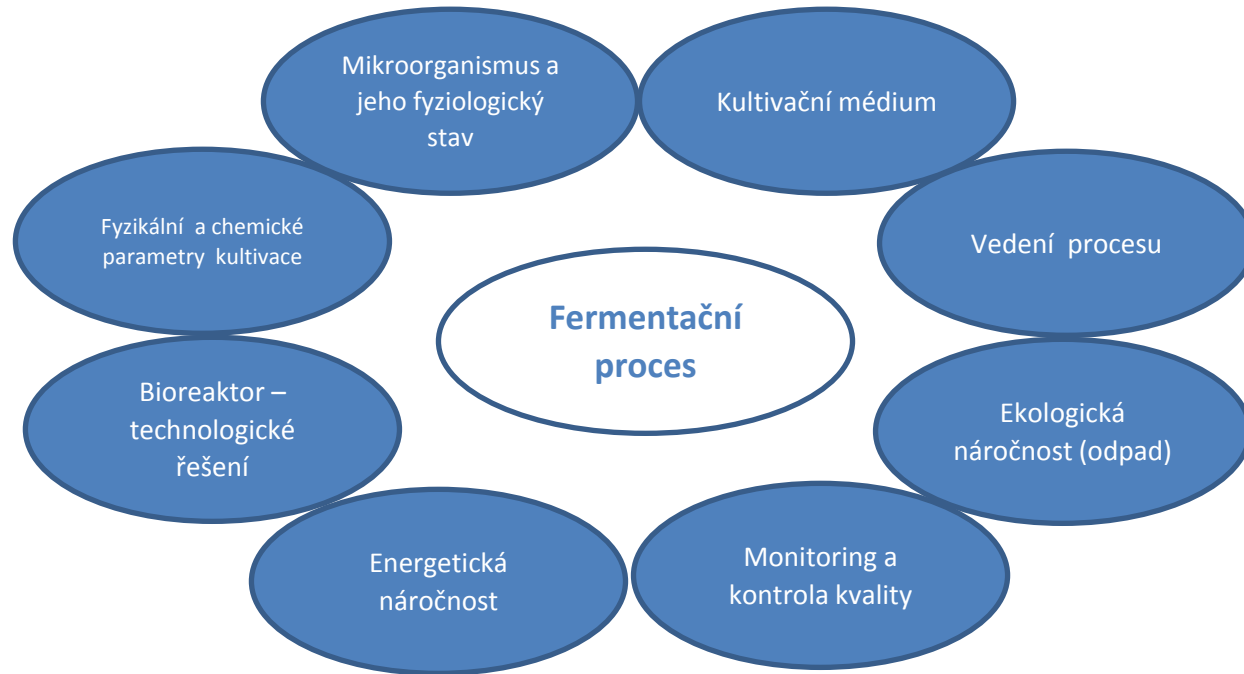 Mikroorganismus a
jeho fyziologický
stav
Kultivační médium
Fyzikální a chemické
parametry kultivace
Vedení procesu
Fermentační
proces
Bioreaktor –
technologické
řešení
Ekologická
náročnost (odpad)
Energetická
náročnost
Monitoring a
kontrola kvality